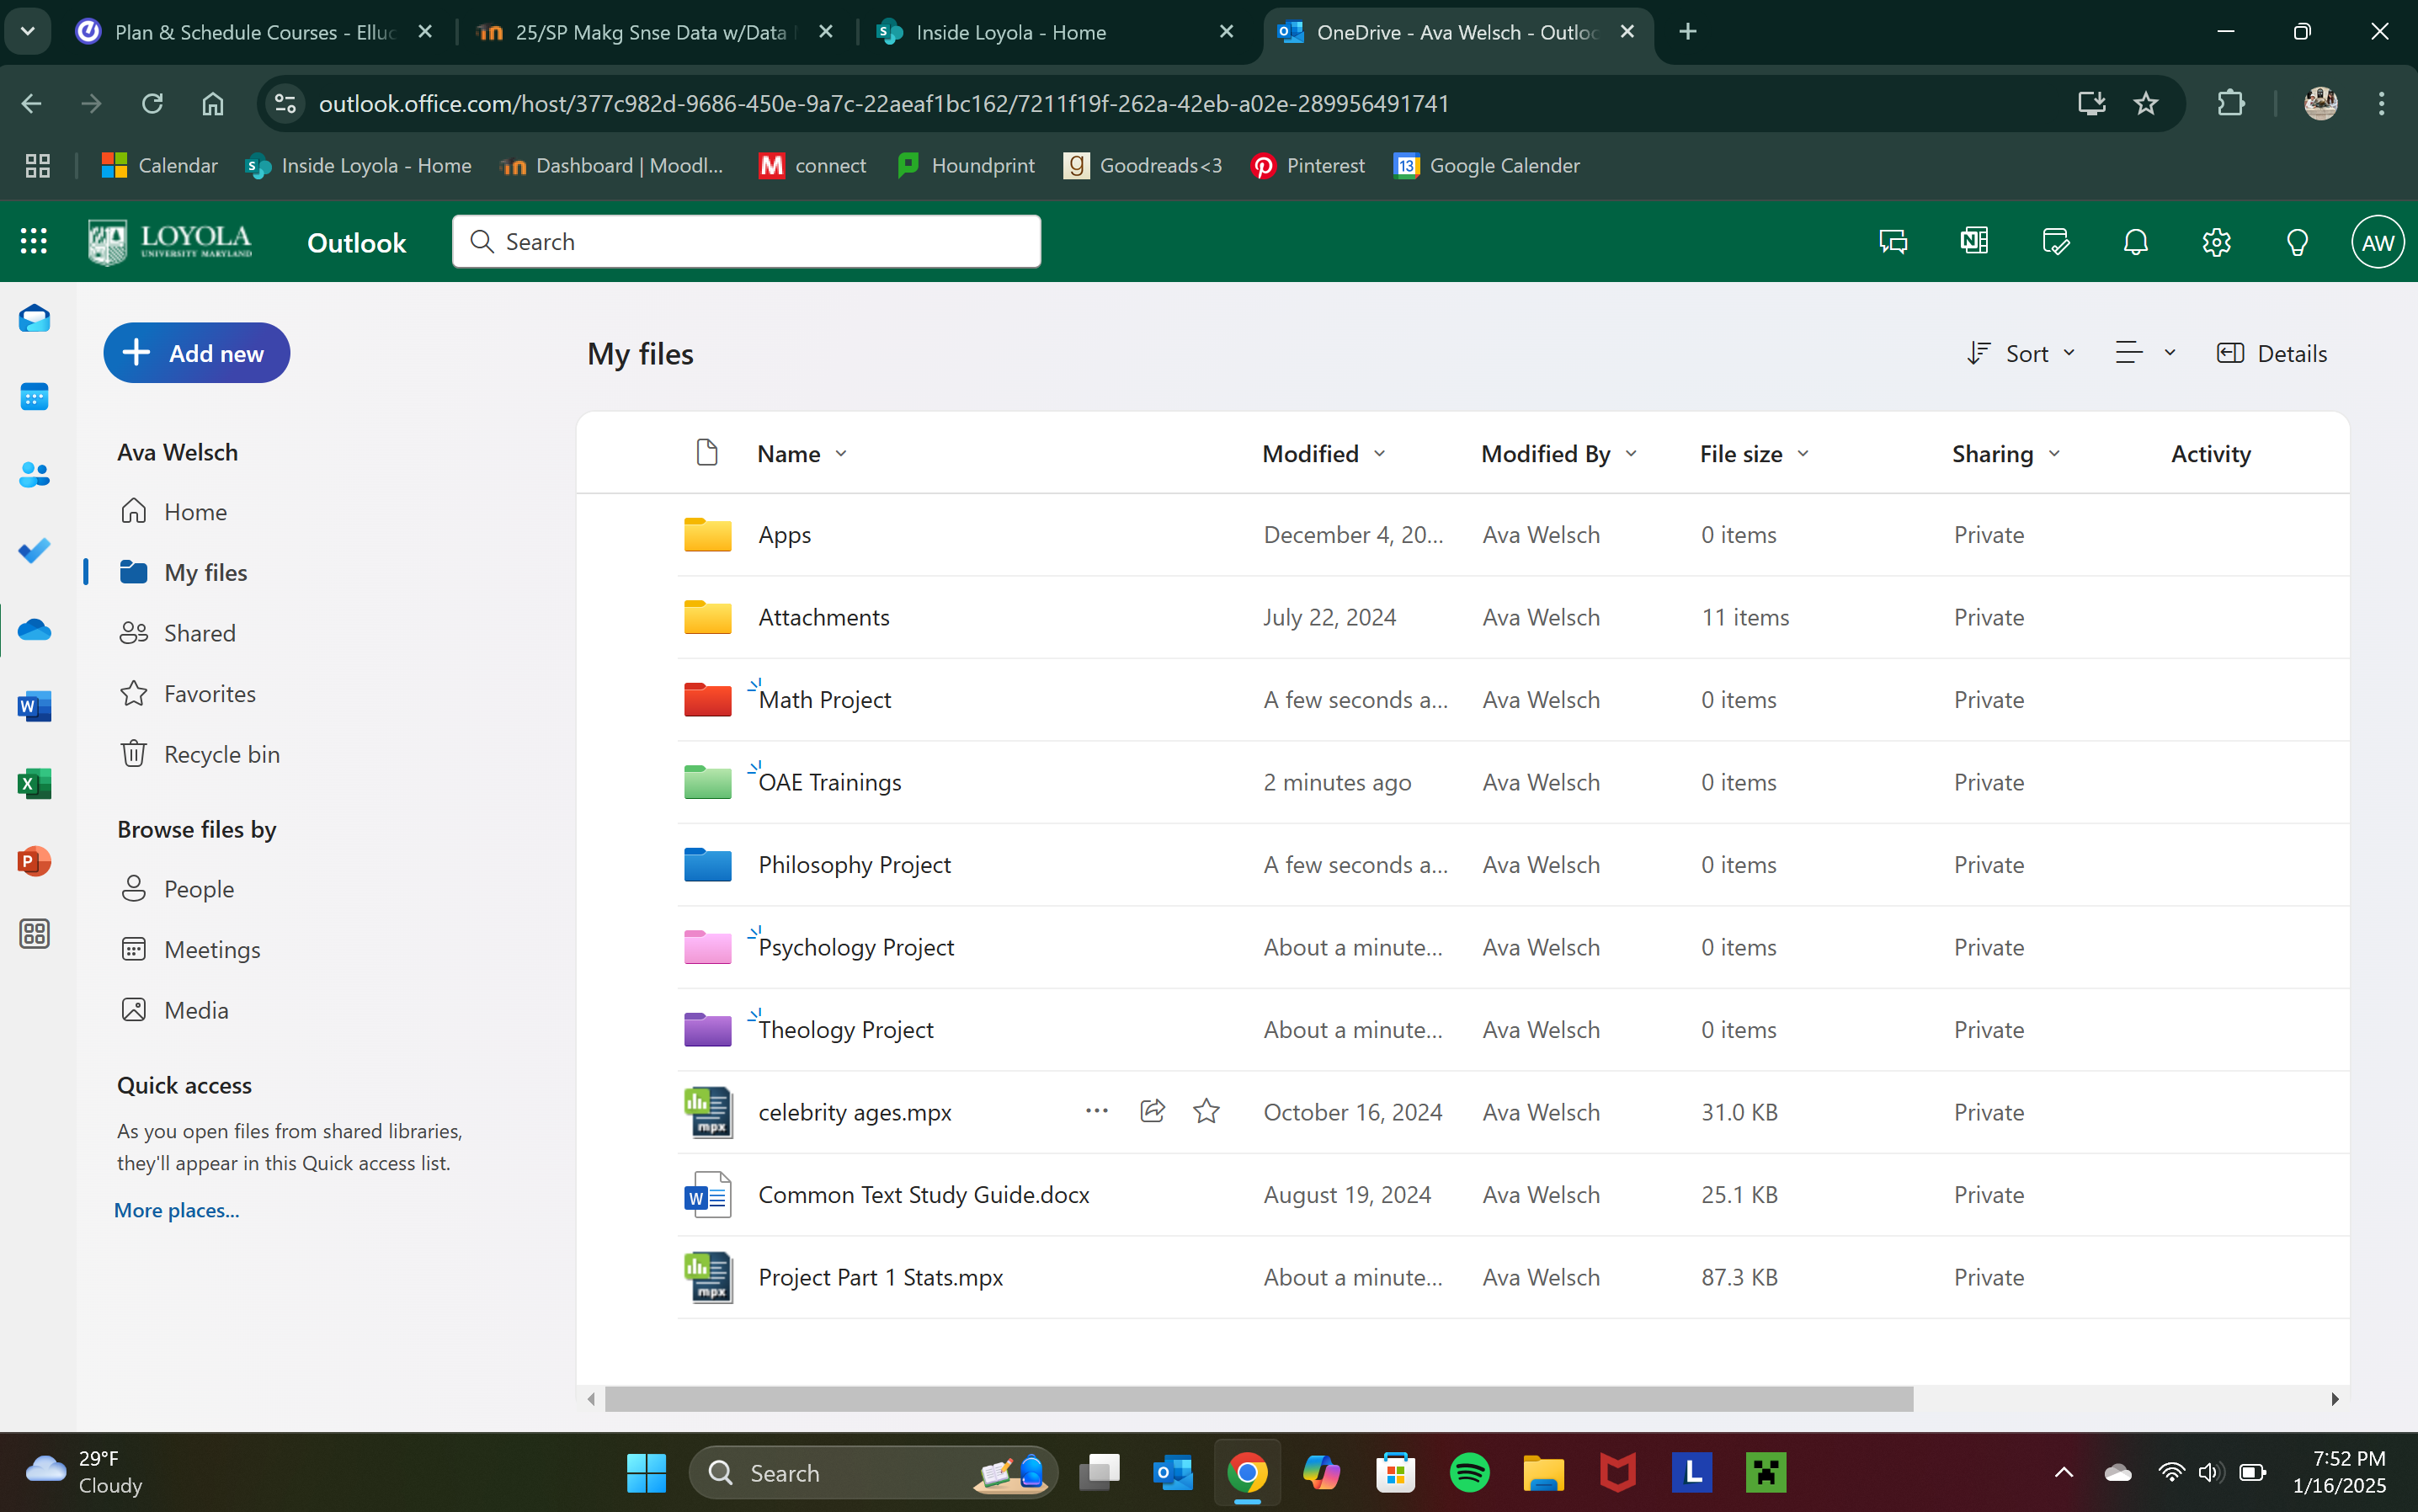 Plan & Schedule Courses - Elluc
25/SP Makg Snse Data w/Data
Inside Loyola - Home
OneDrive - Ava Welsch - Outloo
outlook.office.com/host/377c982d-9686-450e-9a7c-22aeaf1bc162/7211f19f-262a-42eb-a02e-289956491741
Calendar
Inside Loyola - Home
Dashboard | Moodl...
connect
Houndprint
Goodreads<3
Pinterest
13
Google Calender
LOYOLA
UNIVERSITY MARYLAND
Outlook
Search
AW
Add new
My files
Sort
Details
Ava Welsch
Home
My files
Shared
Favorites
Recycle bin
Browse files by
People
Meetings
Media
Quick access
As you open files from shared libraries,
they'll appear in this Quick access list.
More places...
Name Modified Modified By File size Sharing Activity
Apps December 4, 20... Ava Welsch 0 items Private
Attachments July 22, 2024 Ava Welsch 11 items Private
Math Project A few seconds a... Ava Welsch 0 items Private
OAE Trainings 2 minutes ago Ava Welsch 0 items Private
Philosophy Project A few seconds a... Ava Welsch 0 items Private
Psychology Project About a minute... Ava Welsch 0 items Private
Theology Project About a minute... Ava Welsch 0 items Private
mpx celebrity ages.mpx October 16, 2024 Ava Welsch 31.0 KB Private
W Common Text Study Guide.docx August 19, 2024 Ava Welsch 25.1 KB Private
mpx Project Part 1 Stats.mpx About a minute... Ava Welsch 87.3 KB Private
29°F
Cloudy
Search
7:52 PM
1/16/2025